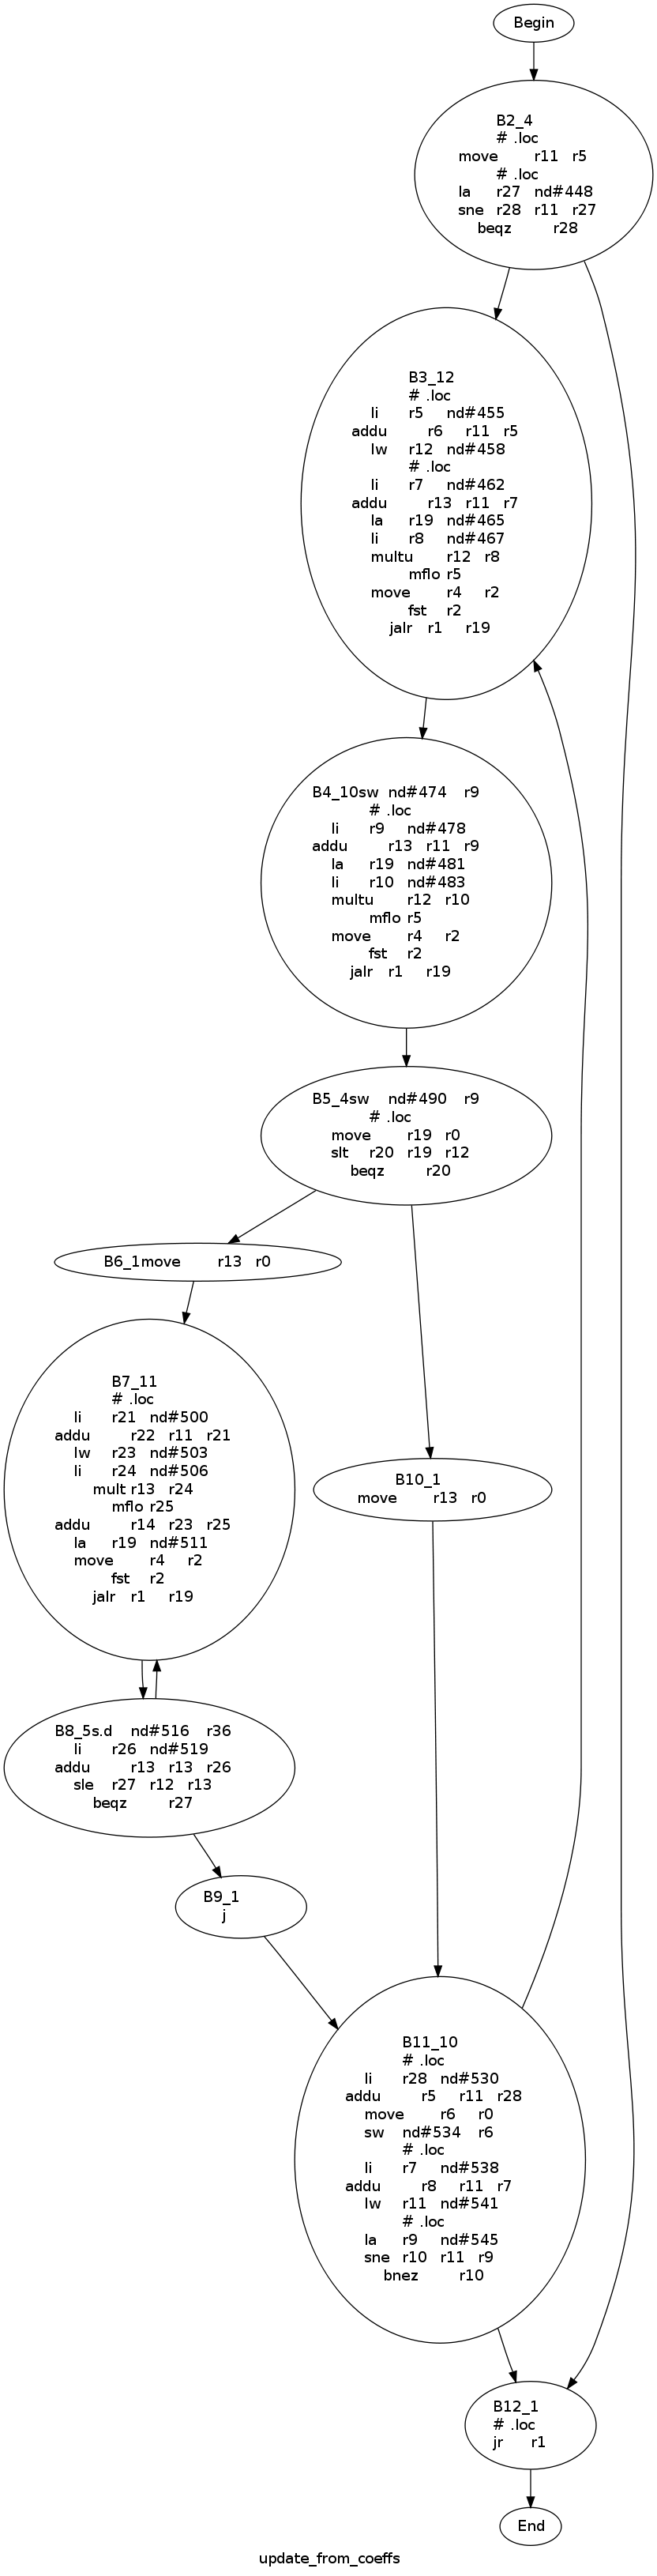 Begin
B2_4
# .loc
move r11 r5
# .loc
la r27 nd#448
sne r28 r11 r27
beqz r28
B3_12
# .loc
li r5 nd#455
addu r6 r11 r5
lw r12 nd#458
# .loc
li r7 nd#462
addu r13 r11 r7
la r19 nd#465
li r8 nd#467
multu r12 r8
mflo r5
move r4 r2
fst r2
jalr r1 r19
B4_10sw nd#474 r9
# .loc
li r9 nd#478
addu r13 r11 r9
la r19 nd#481
li r10 nd#483
multu r12 r10
mflo r5
move r4 r2
fst r2
jalr r1 r19
B5_4sw nd#490 r9
# .loc
move r19 r0
slt r20 r19 r12
beqz r20
B6_1move r13 r0
B7_11
# .loc
li r21 nd#500
addu r22 r11 r21
lw r23 nd#503
li r24 nd#506
mult r13 r24
mflo r25
addu r14 r23 r25
la r19 nd#511
move r4 r2
fst r2
jalr r1 r19
B10_1
move r13 r0
B8_5s.d nd#516 r36
li r26 nd#519
addu r13 r13 r26
sle r27 r12 r13
beqz r27
B9_1
j
B11_10
# .loc
li r28 nd#530
addu r5 r11 r28
move r6 r0
sw nd#534 r6
# .loc
li r7 nd#538
addu r8 r11 r7
lw r11 nd#541
# .loc
la r9 nd#545
sne r10 r11 r9
bnez r10
B12_1
# .loc
jr r1
End
update_from_coeffs